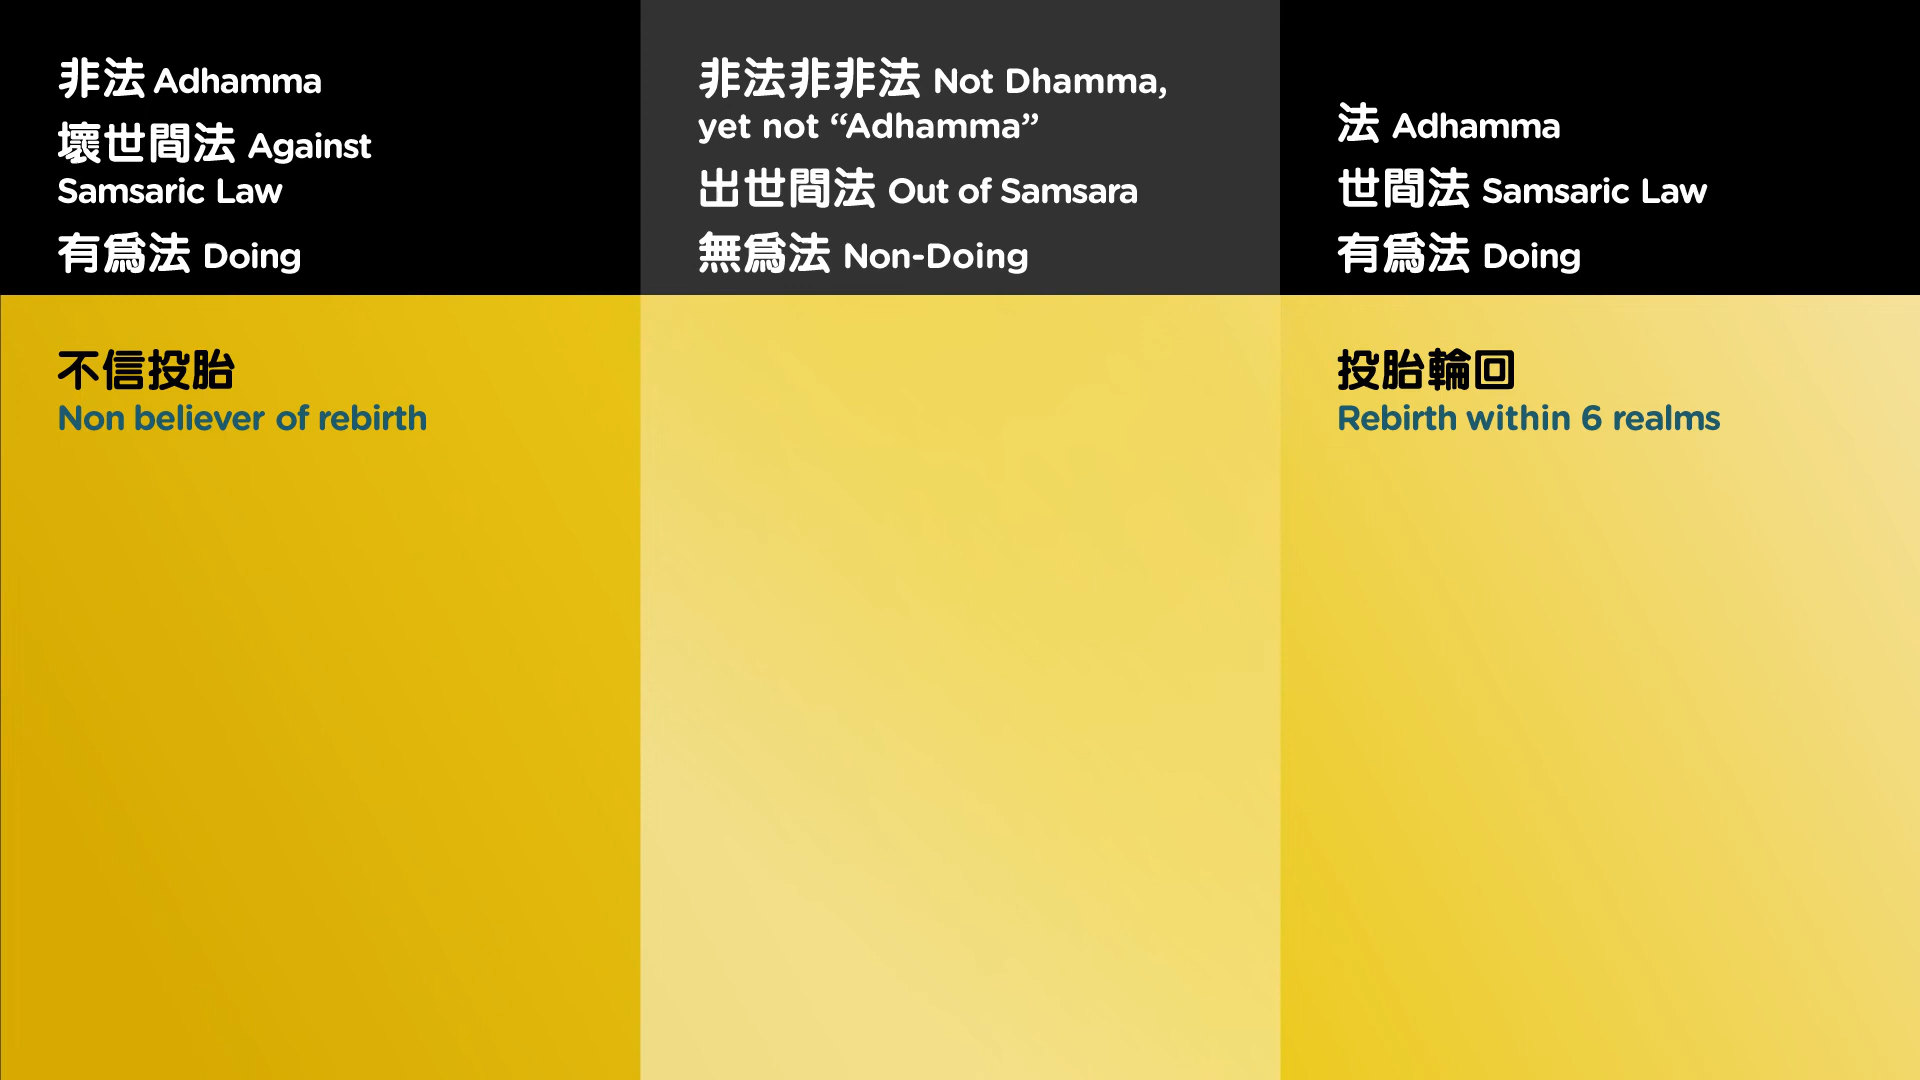 非法 Adhamma
壞世間法 Against
Samsaric Law
有爲法 Doing
非法非非法 Not Dhamma,
yet not “Adhamma”
出世間法 Out of Samsara
無爲法 Non-Doing
法 Adhamma
世間法 Samsaric Law
有爲法 Doing
不信投胎
Non believer of rebirth
投胎輪回
Rebirth within 6 realms